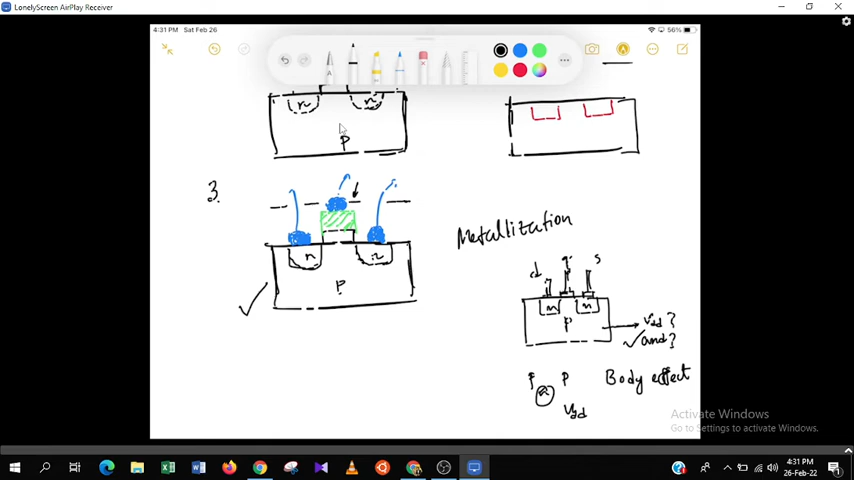 LonelyScreen AirPlay Receiver
4:31 PM Sat Feb 26
56%
A
n
n
P
3.
n
n
P
Metallization
d
g
s
n
n
P
Vdd ?
and ?
P
P
Body effect
Vdd
Activate Windows
Go to Settings to activate Windows.
4:31 PM
26-Feb-22